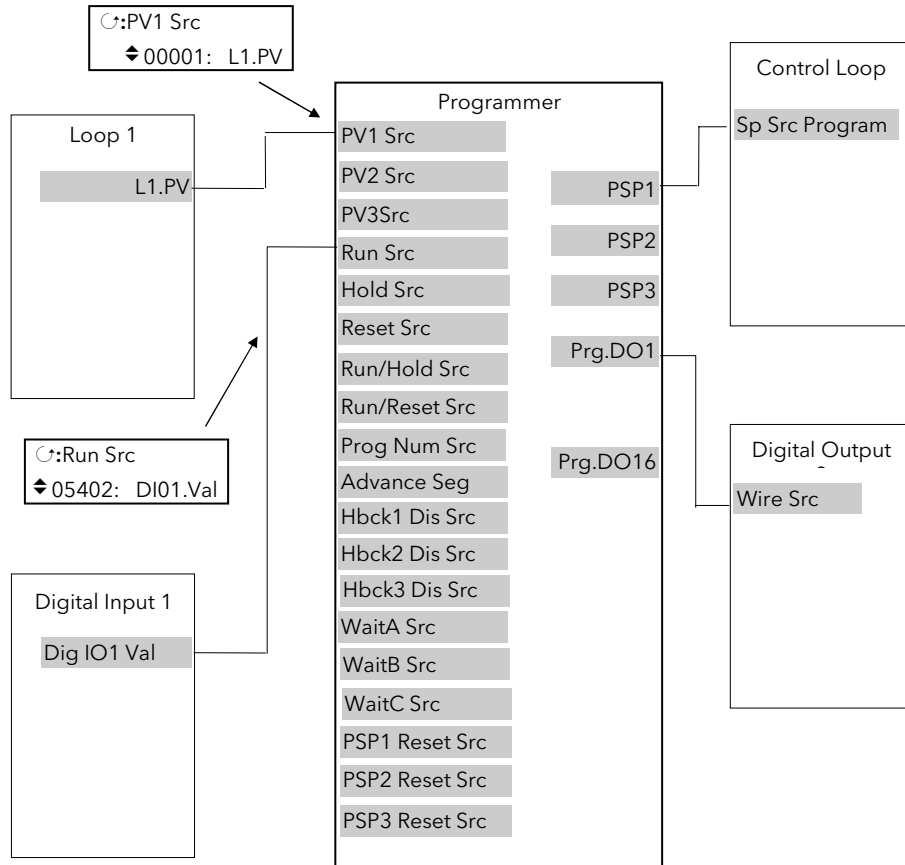 :PV1 Src
00001: L1.PV
Loop 1
L1.PV
:Run Src
05402: DI01.Val
Digital Input 1
Dig IO1 Val
Programmer
PV1 Src
PV2 Src
PV3Src
Run Src
Hold Src
Reset Src
Run/Hold Src
Run/Reset Src
Prog Num Src
Advance Seg
Hbck1 Dis Src
Hbck2 Dis Src
Hbck3 Dis Src
WaitA Src
WaitB Src
WaitC Src
PSP1 Reset Src
PSP2 Reset Src
PSP3 Reset Src
PSP1
PSP2
PSP3
Prg.DO1
Prg.DO16
Control Loop
Sp Src Program
Digital Output
Wire Src